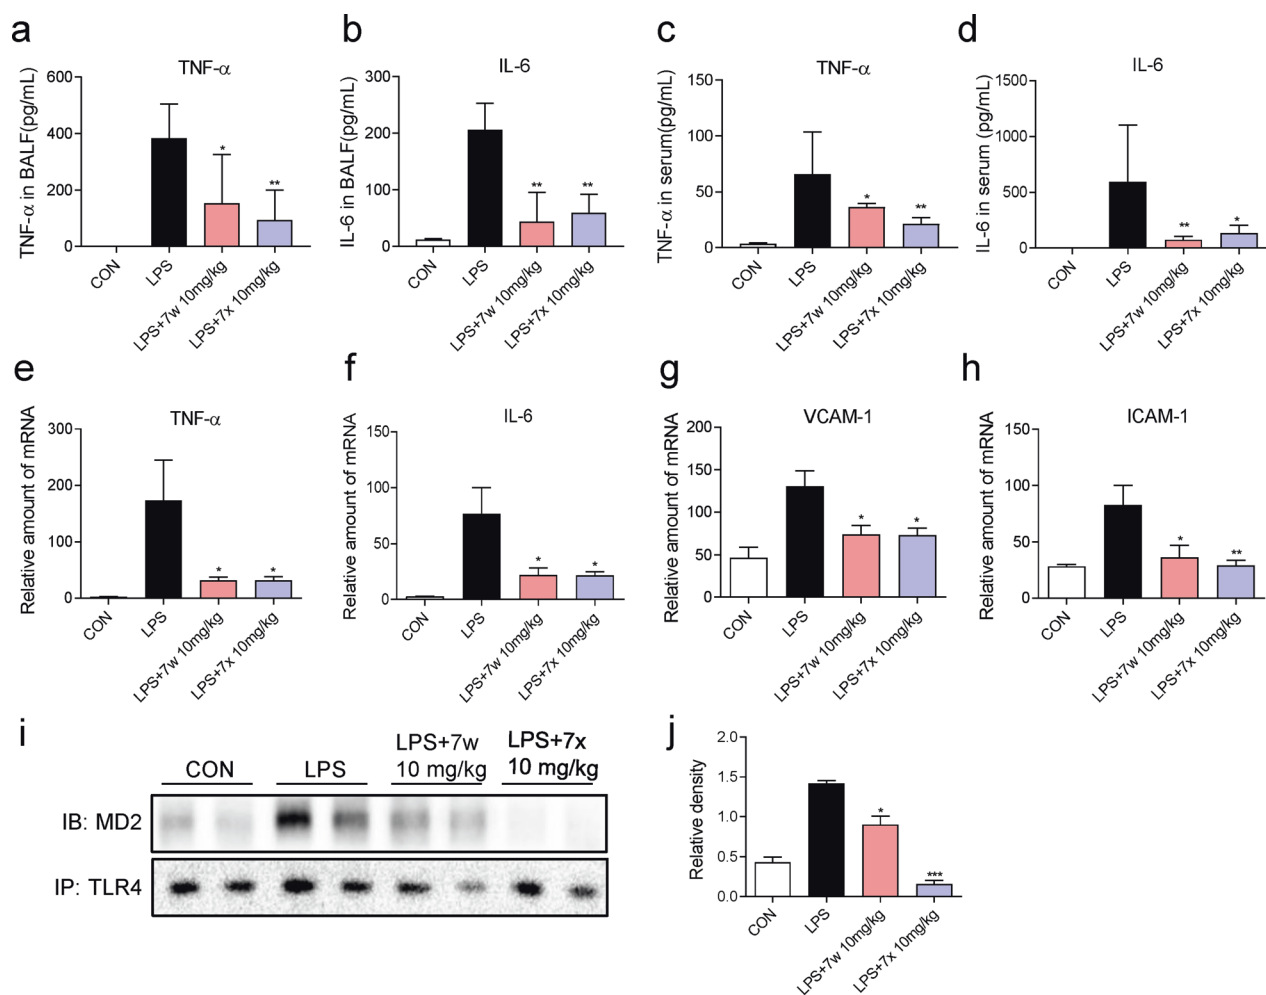 a
TNF-α
TNF-α in BALF(pg/mL)
600
400
200
0
*
**
CON
LPS
LPS+7w 10mg/kg
LPS+7x 10mg/kg
b
IL-6
IL-6 in BALF(pg/mL)
300
200
100
0
**
**
CON
LPS
LPS+7w 10mg/kg
LPS+7x 10mg/kg
c
TNF-α
TNF-α in serum(pg/mL)
150
100
50
0
*
**
CON
LPS
LPS+7w 10mg/kg
LPS+7x 10mg/kg
d
IL-6
IL-6 in serum (pg/mL)
1500
1000
500
0
**
*
CON
LPS
LPS+7w 10mg/kg
LPS+7x 10mg/kg
e
TNF-α
Relative amount of mRNA
300
200
100
0
*
*
CON
LPS
LPS+7w 10mg/kg
LPS+7x 10mg/kg
f
IL-6
Relative amount of mRNA
150
100
50
0
*
*
CON
LPS
LPS+7w 10mg/kg
LPS+7x 10mg/kg
g
VCAM-1
Relative amount of mRNA
200
150
100
50
0
*
*
CON
LPS
LPS+7w 10mg/kg
LPS+7x 10mg/kg
h
ICAM-1
Relative amount of mRNA
150
100
50
0
*
**
CON
LPS
LPS+7w 10mg/kg
LPS+7x 10mg/kg
i
CON
LPS
LPS+7w
10 mg/kg
LPS+7x
10 mg/kg
IB: MD2
IP: TLR4
j
Relative density
2.0
1.5
1.0
0.5
0.0
*
***
CON
LPS
LPS+7w 10mg/kg
LPS+7x 10mg/kg